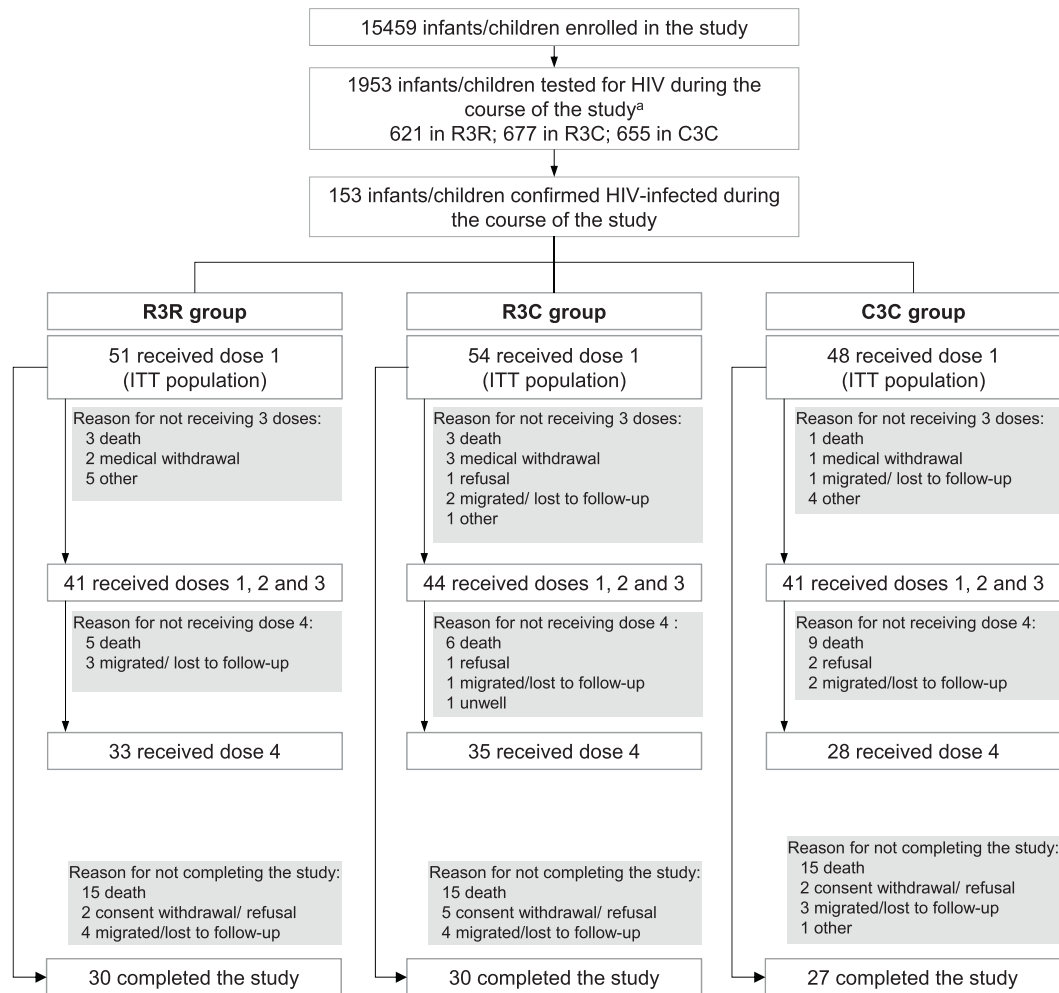 15459 infants/children enrolled in the study
1953 infants/children tested for HIV during the
course of the studyᵃ
621 in R3R; 677 in R3C; 655 in C3C
153 infants/children confirmed HIV-infected during
the course of the study
R3R group
51 received dose 1
(ITT population)
Reason for not receiving 3 doses:
3 death
2 medical withdrawal
5 other
41 received doses 1, 2 and 3
Reason for not receiving dose 4:
5 death
3 migrated/ lost to follow-up
33 received dose 4
Reason for not completing the study:
15 death
2 consent withdrawal/ refusal
4 migrated/lost to follow-up
30 completed the study
R3C group
54 received dose 1
(ITT population)
Reason for not receiving 3 doses:
3 death
3 medical withdrawal
1 refusal
2 migrated/ lost to follow-up
1 other
44 received doses 1, 2 and 3
Reason for not receiving dose 4 :
6 death
1 refusal
1 migrated/lost to follow-up
1 unwell
35 received dose 4
Reason for not completing the study:
15 death
5 consent withdrawal/ refusal
4 migrated/lost to follow-up
30 completed the study
C3C group
48 received dose 1
(ITT population)
Reason for not receiving 3 doses:
1 death
1 medical withdrawal
1 migrated/ lost to follow-up
4 other
41 received doses 1, 2 and 3
Reason for not receiving dose 4:
9 death
2 refusal
2 migrated/lost to follow-up
28 received dose 4
Reason for not completing the study:
15 death
2 consent withdrawal/ refusal
3 migrated/lost to follow-up
1 other
27 completed the study